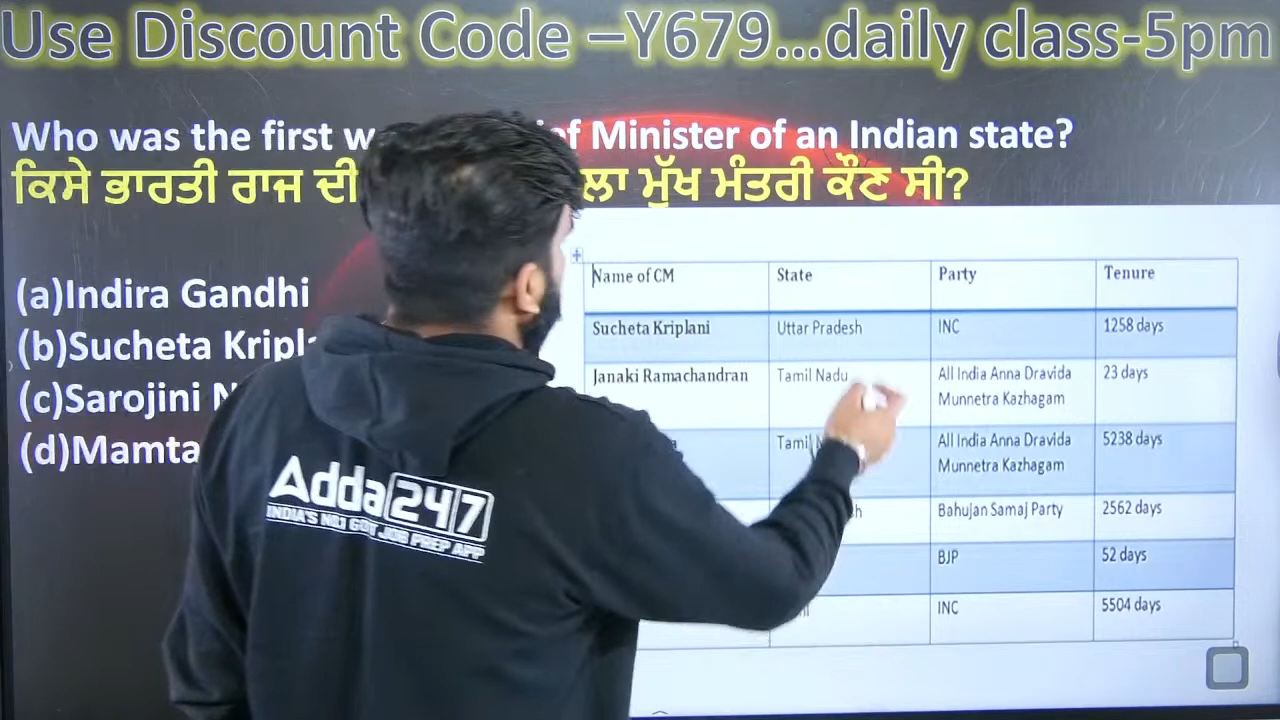 Use Discount Code –Y679...daily class-5pm
Who was the first Minister of an Indian state?
ਕਿਸੇ ਭਾਰਤੀ ਰਾਜ ਦੀ ਮੁੱਖ ਮੰਤਰੀ ਕੌਣ ਸੀ?
(a)Indira Gandhi
(b)Sucheta
(c)Sarojini
(d)Mamta
Name of CM State Party Tenure
Sucheta Kriplani Uttar Pradesh INC 1258 days
Janaki Ramachandran Tamil Nadu All India Anna Dravida Munnetra Kazhagam 23 days
Tamil All India Anna Dravida Munnetra Kazhagam 5238 days
Bahujan Samaj Party 2562 days
BJP 52 days
INC 5504 days
Adda247
INDIA'S NO.1 GOVT JOB PREP APP